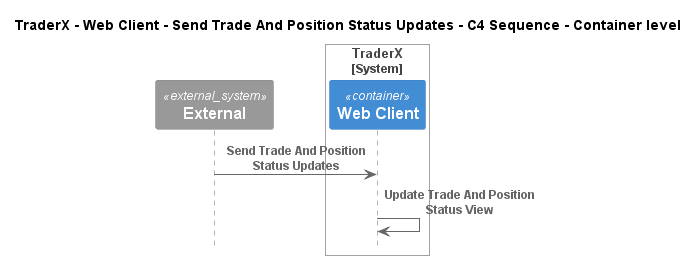 TraderX - Web Client - Send Trade And Position Status Updates - C4 Sequence - Container level
TraderX
[System]
«external_system»
External
«container»
Web Client
Send Trade And Position
Status Updates
Update Trade And Position
Status View